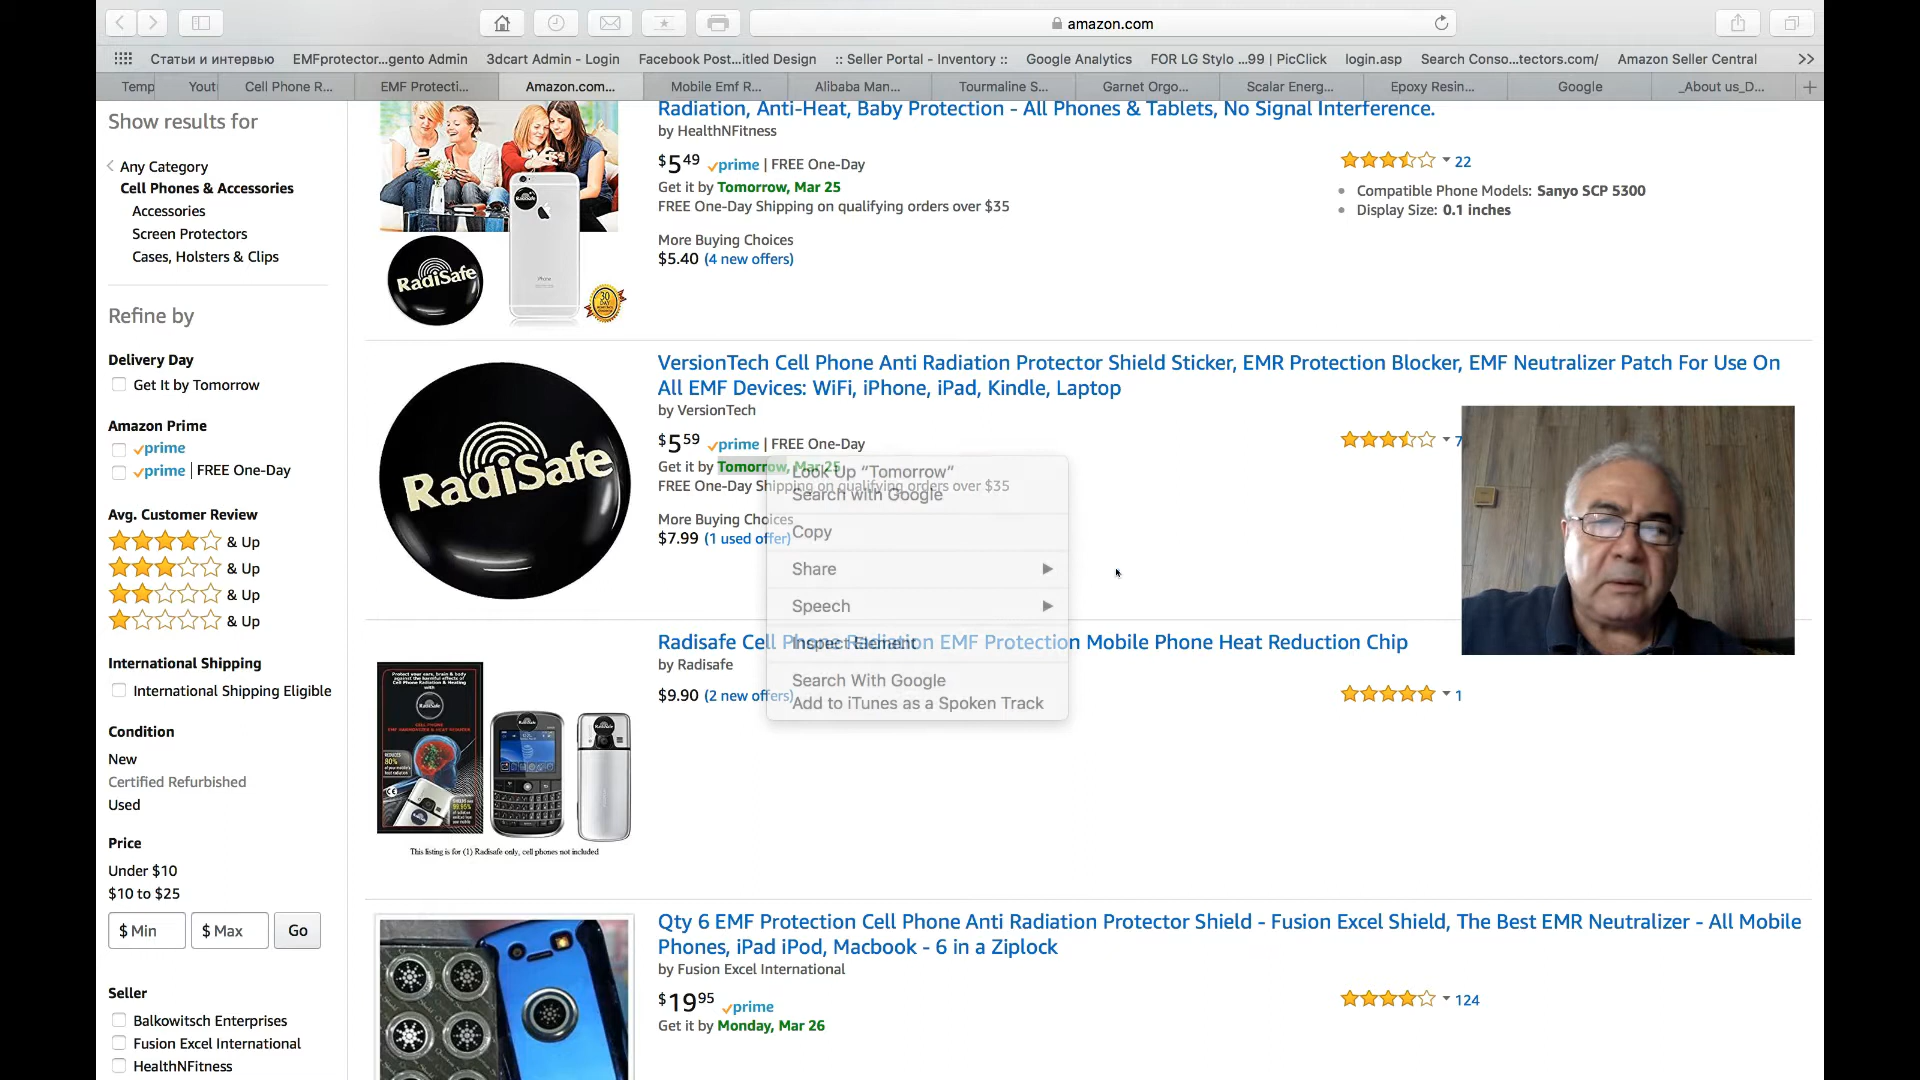 amazon.com
Статьи и интервью EMFprotector...gento Admin 3dcart Admin - Login Facebook Post...itled Design :: Seller Portal - Inventory :: Google Analytics FOR LG Stylo ...99 | PicClick login.asp Search Conso...tectors.com/ Amazon Seller Central
Temp Yout Cell Phone R... EMF Protecti... Amazon.com... Mobile Emf R... Alibaba Man... Tourmaline S... Garnet Orgo... Scalar Energ... Epoxy Resin... Google _About us_D...
Show results for
Any Category
Cell Phones & Accessories
Accessories
Screen Protectors
Cases, Holsters & Clips
Refine by
Delivery Day
Get It by Tomorrow
Amazon Prime
prime
prime | FREE One-Day
Avg. Customer Review
& Up
& Up
& Up
& Up
International Shipping
International Shipping Eligible
Condition
New
Certified Refurbished
Used
Price
Under $10
$10 to $25
$ Min $ Max Go
Seller
Balkowitsch Enterprises
Fusion Excel International
HealthNFitness
Radiation, Anti-Heat, Baby Protection - All Phones & Tablets, No Signal Interference.
by HealthNFitness
$5.49 prime | FREE One-Day
Get it by Tomorrow, Mar 25
FREE One-Day Shipping on qualifying orders over $35
More Buying Choices
$5.40 (4 new offers)
22
Compatible Phone Models: Sanyo SCP 5300
Display Size: 0.1 inches
RadiSafe
iPhone
30 DAY
VersionTech Cell Phone Anti Radiation Protector Shield Sticker, EMR Protection Blocker, EMF Neutralizer Patch For Use On
All EMF Devices: WiFi, iPhone, iPad, Kindle, Laptop
by VersionTech
$5.59 prime | FREE One-Day
Get it by Tomorrow, Mar 25
FREE One-Day Shipping on qualifying orders over $35
More Buying Choices
$7.99 (1 used offer)
7
RadiSafe
Look Up “Tomorrow”
Search with Google
Copy
Share
Speech
Inspect Element
Search With Google
Add to iTunes as a Spoken Track
Radisafe Cell Phone Radiation EMF Protection Mobile Phone Heat Reduction Chip
by Radisafe
$9.90 (2 new offers)
1
This listing is for (1) Radisafe only, cell phones not included
Qty 6 EMF Protection Cell Phone Anti Radiation Protector Shield - Fusion Excel Shield, The Best EMR Neutralizer - All Mobile
Phones, iPad iPod, Macbook - 6 in a Ziplock
by Fusion Excel International
$19.95 prime
Get it by Monday, Mar 26
124